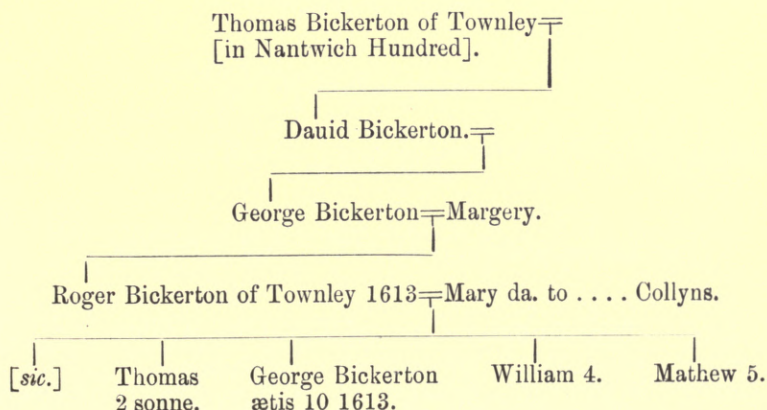 Thomas Bickerton of Townley
[in Nantwich Hundred].
Dauid Bickerton.
George Bickerton Margery.
Roger Bickerton of Townley 1613 Mary da. to .... Collyns.
[sic.] Thomas George Bickerton William 4. Mathew 5.
2 sonne. ætis 10 1613.